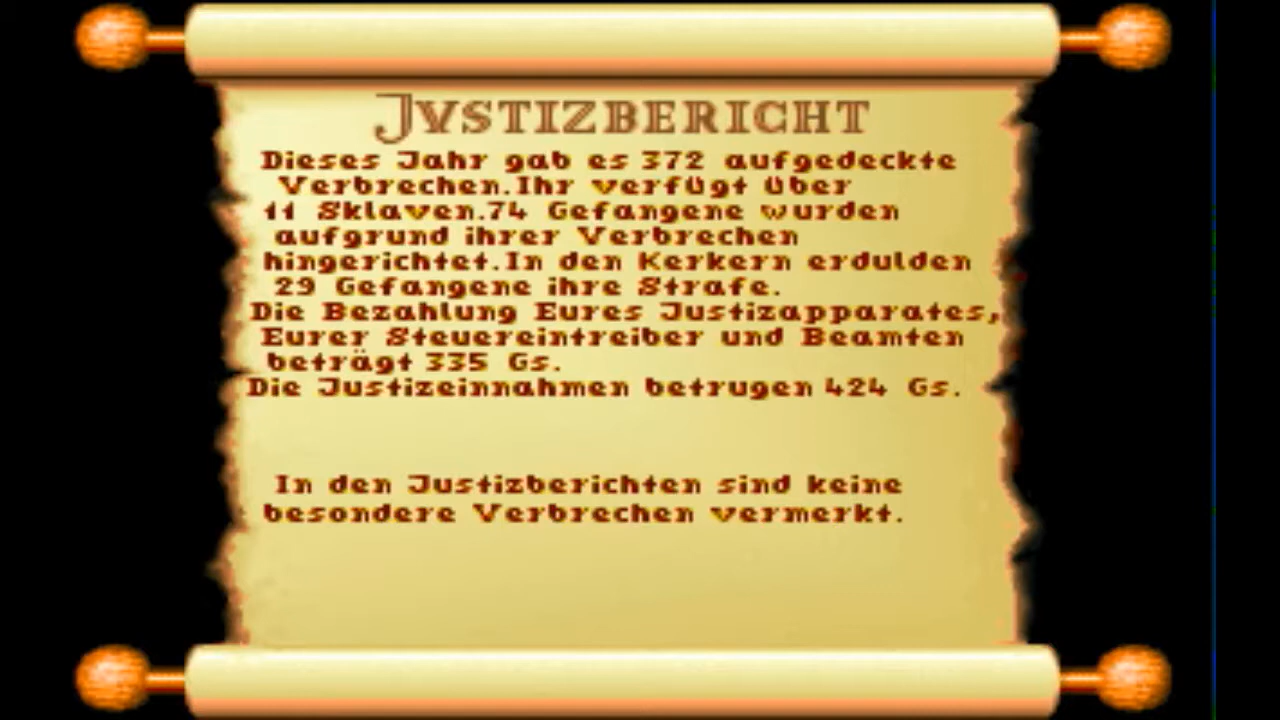 JVSTIZBERICHT
Dieses Jahr gab es 372 aufgedeckte
Verbrechen.Ihr verfügt über
11 Sklaven.74 Gefangene wurden
aufgrund ihrer Verbrechen
hingerichtet.In den Kerkern erdulden
29 Gefangene ihre Strafe.
Die Bezahlung Eures Justizapparates,
Eurer Steuereintreiber und Beamten
beträgt 335 Gs.
Die Justizeinnahmen betrugen 424 Gs.
In den Justizberichten sind keine
besondere Verbrechen vermerkt.